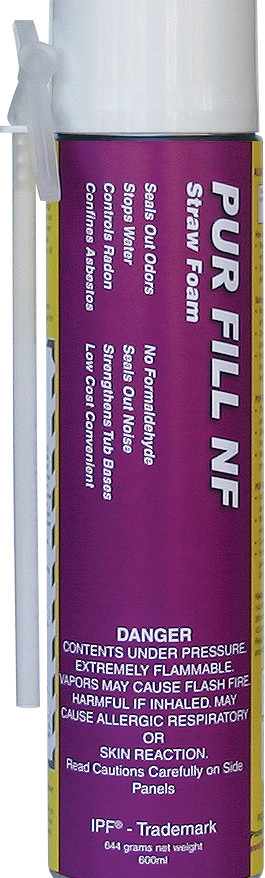 PUR FILL NF
Straw Foam
Seals Out Odors
Stops Water
Controls Radon
Confines Asbestos
No Formaldehyde
Seals Out Noise
Strengthens Tub Bases
Low Cost Convenient
DANGER
CONTENTS UNDER PRESSURE.
EXTREMELY FLAMMABLE.
VAPORS MAY CAUSE FLASH FIRE.
HARMFUL IF INHALED. MAY
CAUSE ALLERGIC RESPIRATORY
OR
SKIN REACTION.
Read Cautions Carefully on Side
Panels
IPF® - Trademark
644 grams net weight
600ml